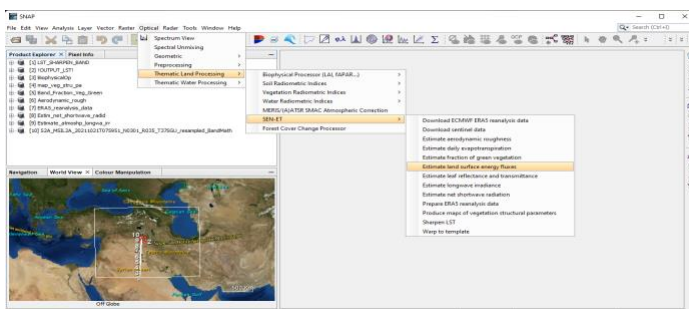 SNAP
File Edit View Analysis Layer Vector Raster Optical Radar Tools Window Help
Search (Ctrl+I)
Spectrum View
Spectral Unmixing
Geometric
Preprocessing
Thematic Land Processing
Thematic Water Processing
Biophysical Processor (LAI, fAPAR...)
Soil Radiometric Indices
Vegetation Radiometric Indices
Water Radiometric Indices
MERIS/(A)ATSR SMAC Atmospheric Correction
SEN-ET
Forest Cover Change Processor
Download ECMWF ERA5 reanalysis data
Download sentinel data
Estimate aerodynamic roughness
Estimate daily evapotranspiration
Estimate fraction of green vegetation
Estimate land surface energy fluxes
Estimate leaf reflectance and transmittance
Estimate longwave irradiance
Estimate net shortwave radiation
Prepare ERA5 reanalysis data
Produce maps of vegetation structural parameters
Sharpen LST
Warp to template
Product Explorer × Pixel Info
[1] LST_SHARPEN_BAND
[2] !OUTPUT_LST!
[3] BiophysicalOp
[4] map_veg_stru_pa
[5] Band_Fraction_Veg_Green
[6] Aerodynamic_rough
[7] ERA5_reanalysis_data
[8] Estim_net_shortwave_radid
[9] Estimate_atmoshp_longva_irr
Navigation World View × Colour Manipulation
Off Globe